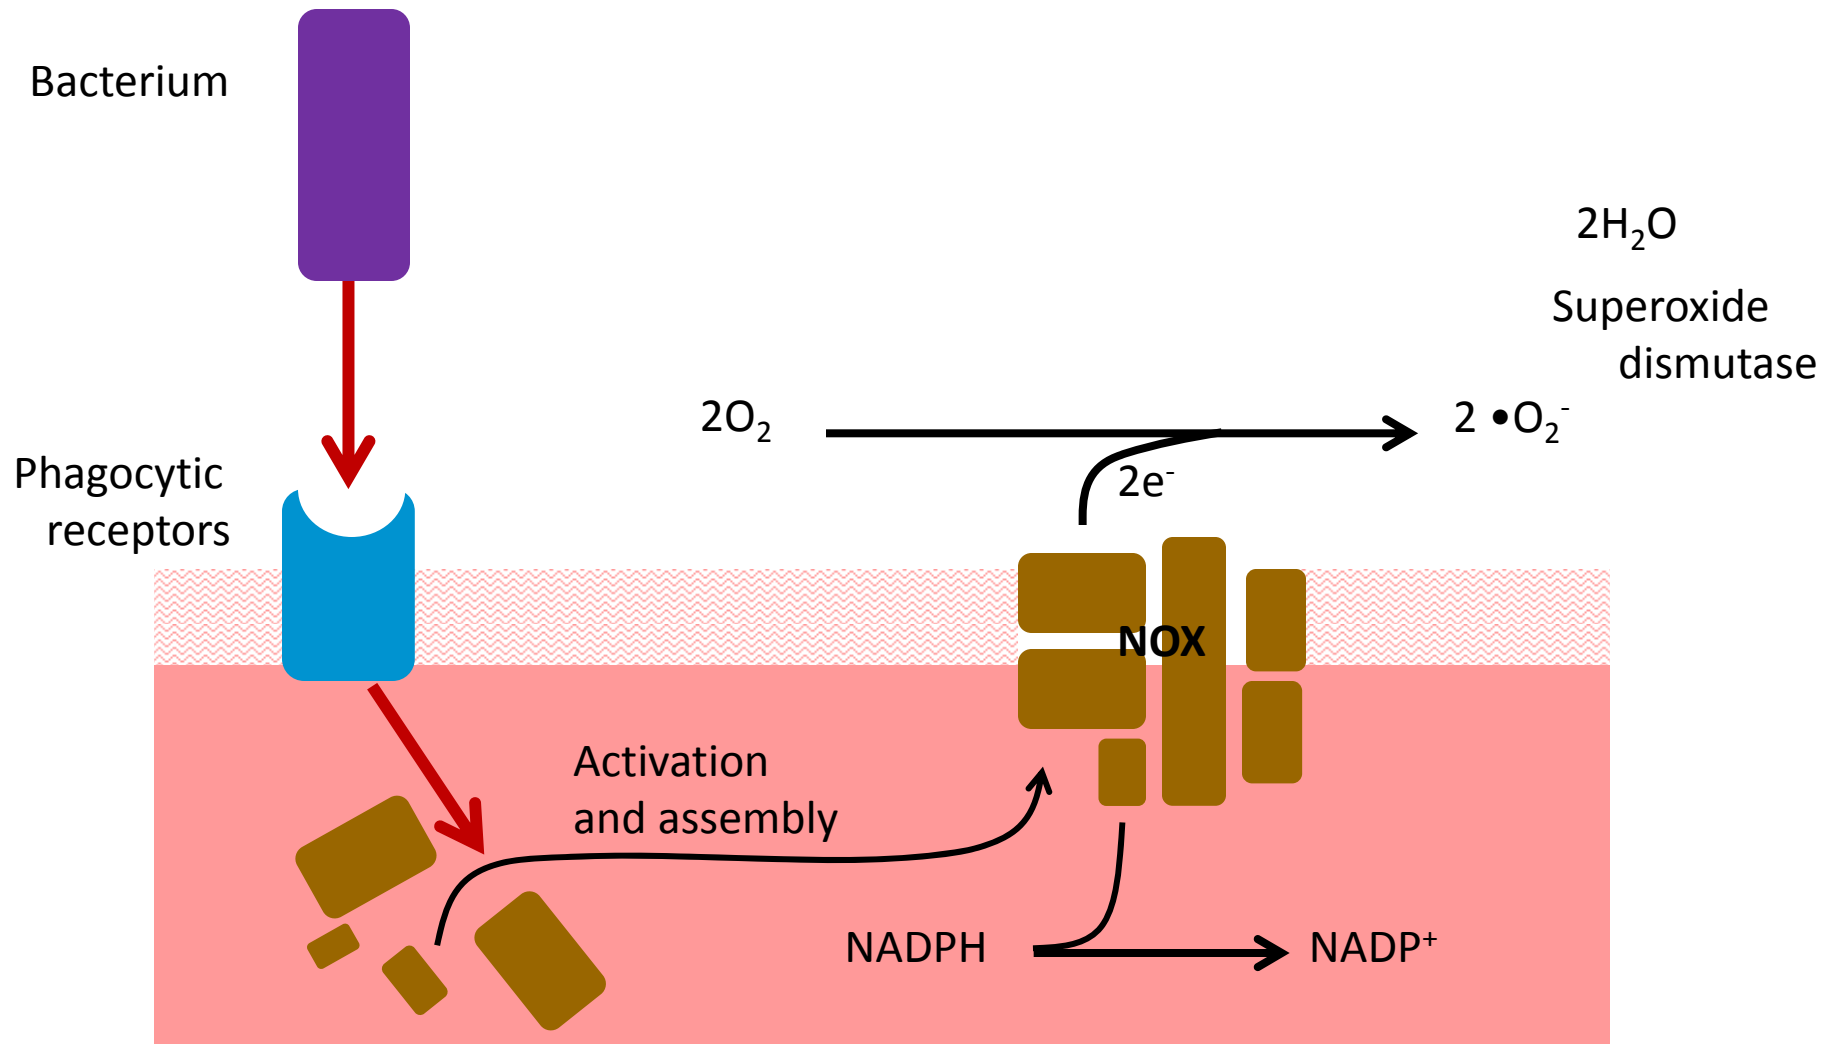 Bacterium
2H₂O
Superoxide
dismutase
2O₂
2 •O₂⁻
Phagocytic
receptors
2e⁻
NOX
Activation
and assembly
NADPH
NADP⁺